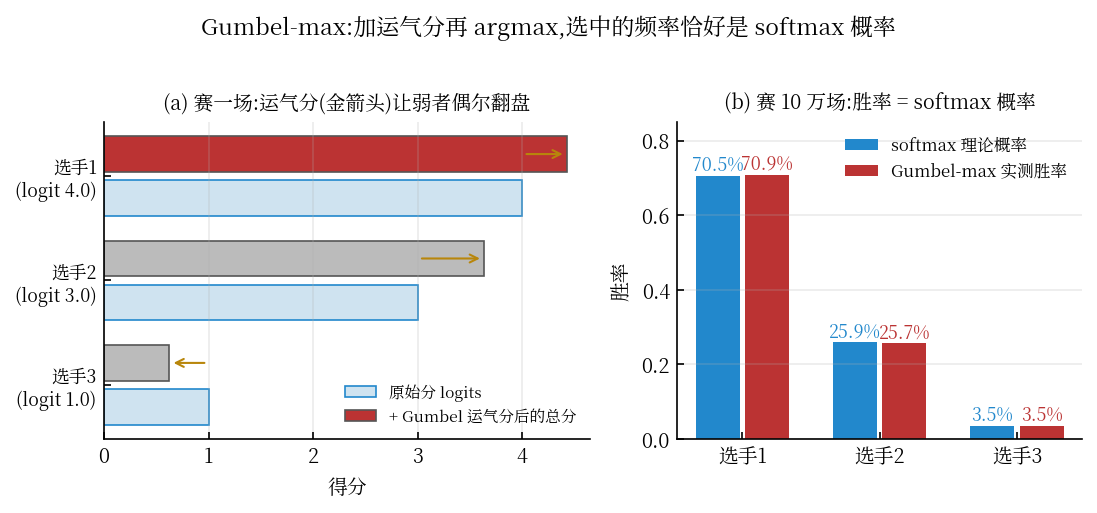 Gumbel-max:加运气分再 argmax,选中的频率恰好是 softmax 概率
(a) 赛一场:运气分(金箭头)让弱者偶尔翻盘
选手1
(logit 4.0)
选手2
(logit 3.0)
选手3
(logit 1.0)
原始分 logits
+ Gumbel 运气分后的总分
0 1 2 3 4
得分
(b) 赛 10 万场:胜率 = softmax 概率
softmax 理论概率
Gumbel-max 实测胜率
胜率
0.8
0.6
0.4
0.2
0.0
70.5% 70.9%
25.9% 25.7%
3.5% 3.5%
选手1 选手2 选手3